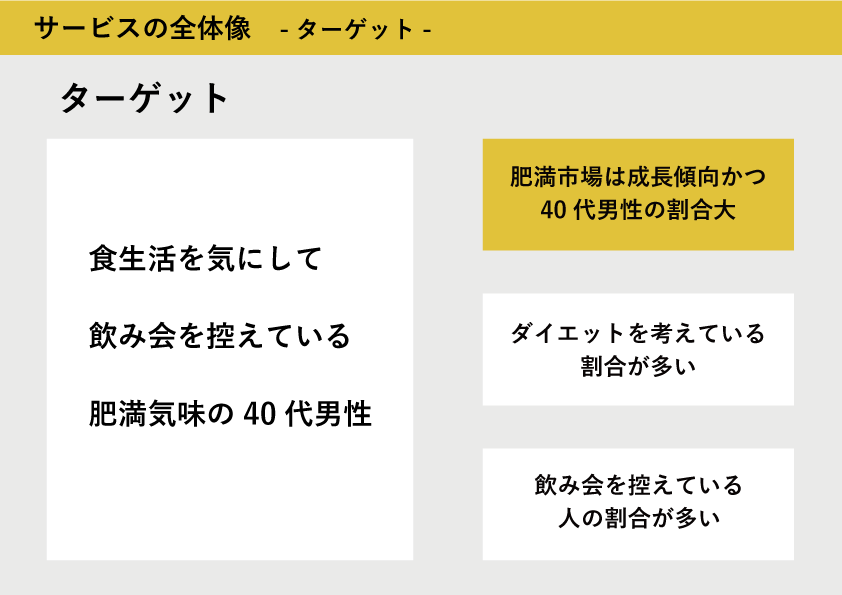 サービスの全体像　- ターゲット -
ターゲット
食生活を気にして
飲み会を控えている
肥満気味の 40 代男性
肥満市場は成長傾向かつ
40 代男性の割合大
ダイエットを考えている
割合が多い
飲み会を控えている
人の割合が多い